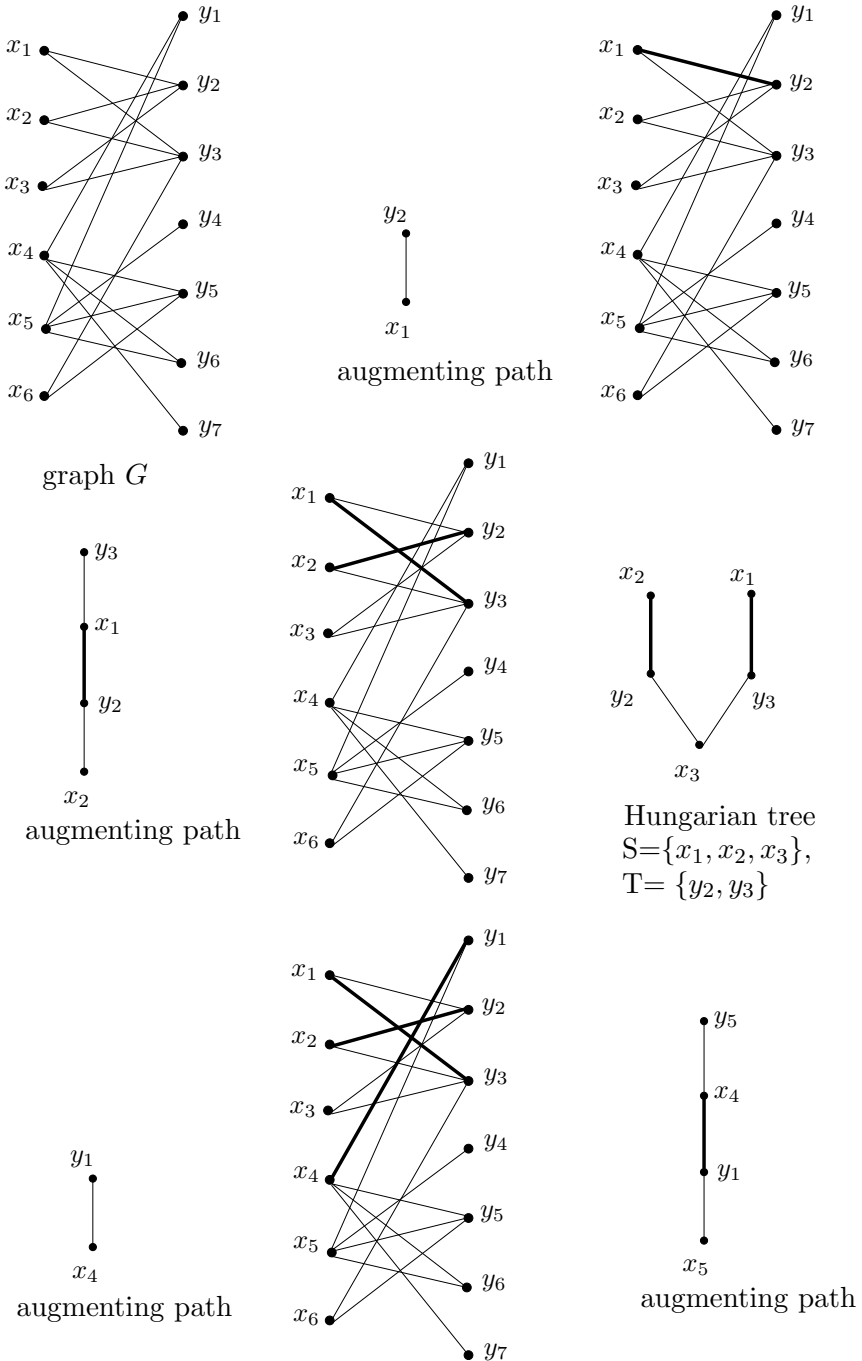 y₁
x₁
y₂
x₂
y₃
x₃
y₄
x₄
y₅
x₅
y₆
x₆
y₇
graph G
y₂
x₁
augmenting path
y₁
x₁
y₂
x₂
y₃
x₃
y₄
x₄
y₅
x₅
y₆
x₆
y₇
y₃
x₁
y₂
x₂
augmenting path
y₁
x₁
y₂
x₂
y₃
x₃
y₄
x₄
y₅
x₅
y₆
x₆
y₇
x₂ x₁
y₂ y₃
x₃
Hungarian tree
S={x₁, x₂, x₃},
T= {y₂, y₃}
y₁
x₄
augmenting path
y₁
x₁
y₂
x₂
y₃
x₃
y₄
x₄
y₅
x₅
y₆
x₆
y₇
y₅
x₄
y₁
x₅
augmenting path